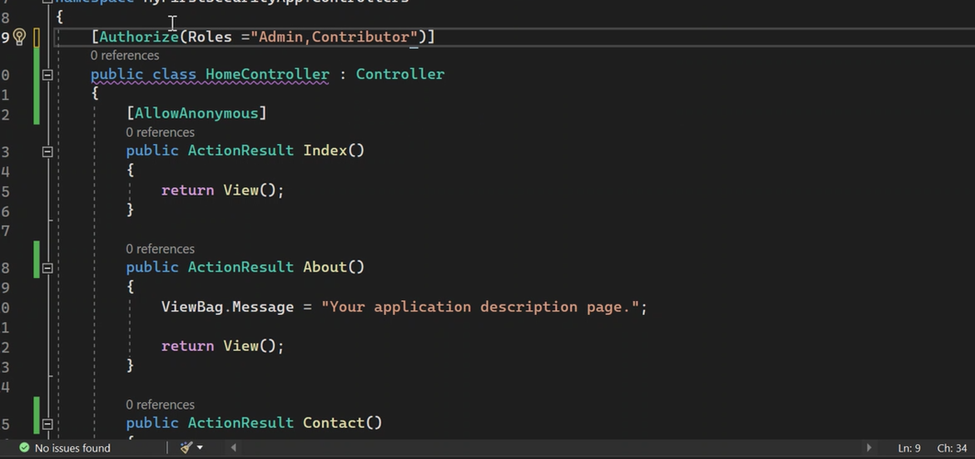 namespace MyFirstSecurityApp.Controllers
8 {
9 [Authorize(Roles ="Admin,Contributor")]
0 references
0 public class HomeController : Controller
1 {
2 [AllowAnonymous]
0 references
3 public ActionResult Index()
4 {
5 return View();
6 }
7
0 references
8 public ActionResult About()
9 {
0 ViewBag.Message = "Your application description page.";
1
2 return View();
3 }
4
0 references
5 public ActionResult Contact()
{
No issues found Ln: 9 Ch: 34